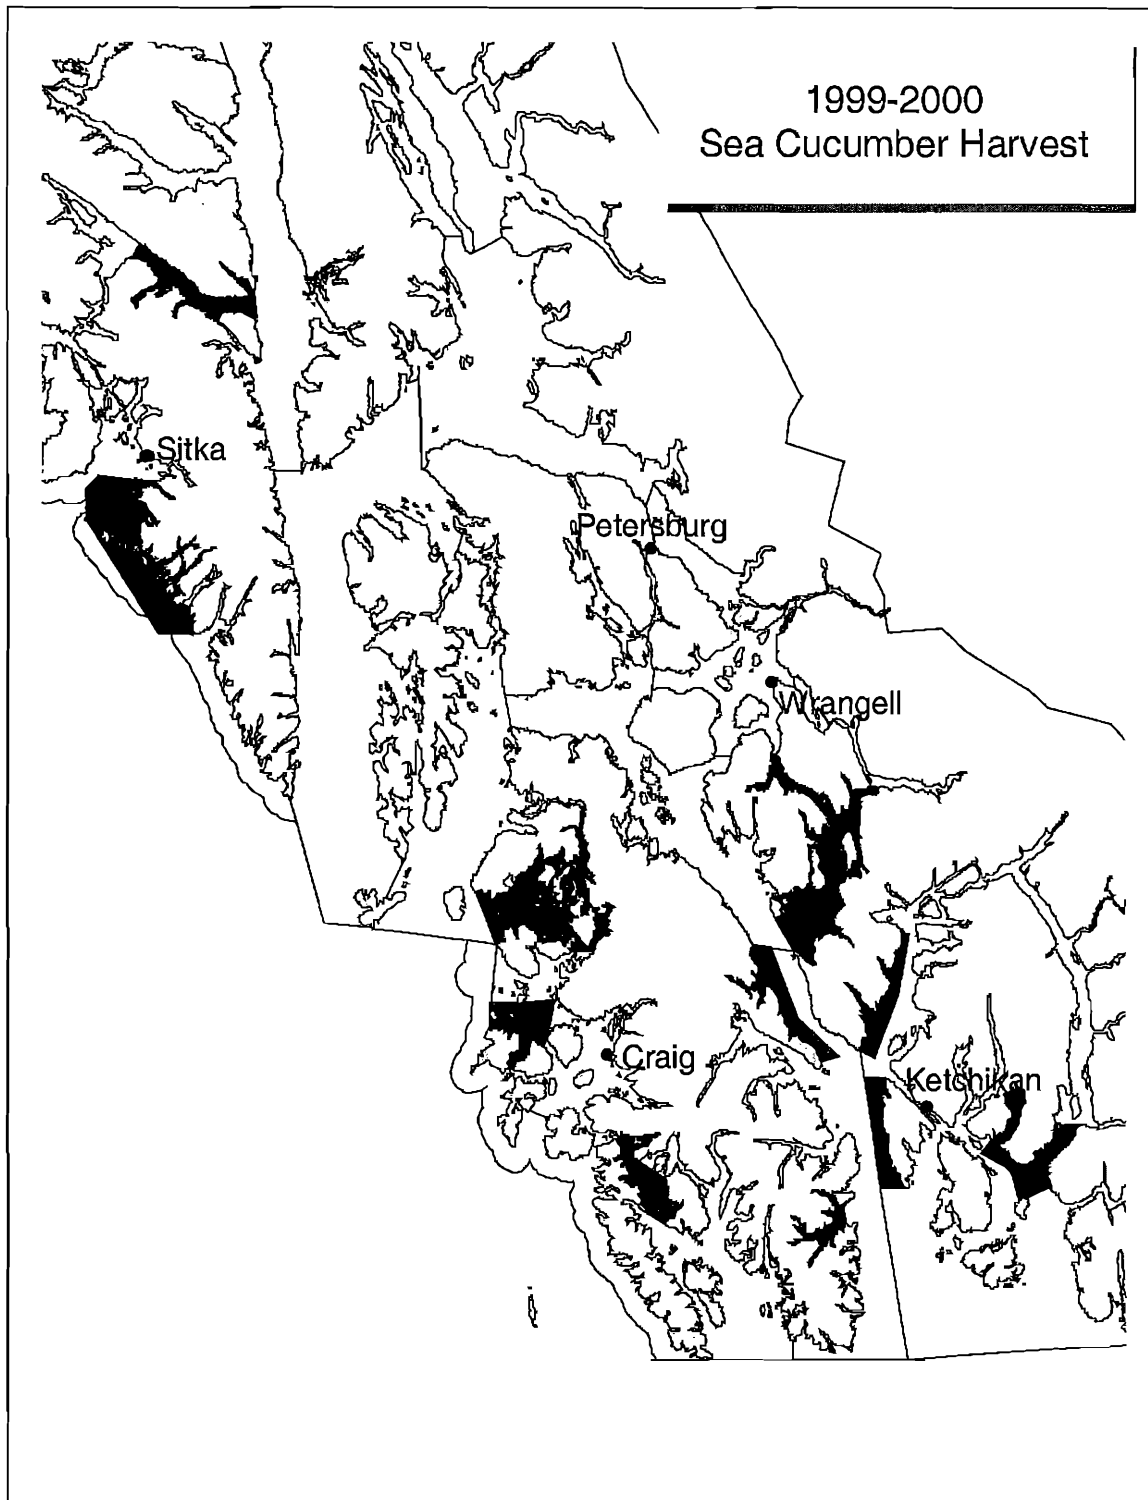 1999-2000
Sea Cucumber Harvest
Sitka
Petersburg
Wrangell
Craig
Ketchikan